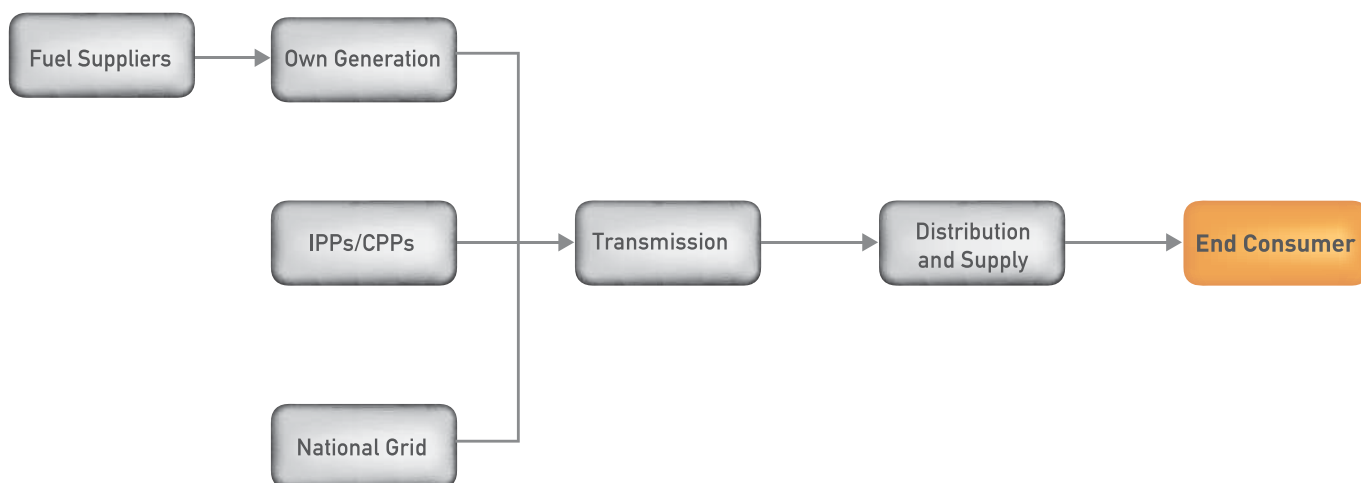 Fuel Suppliers
Own Generation
IPPs/CPPs
Transmission
Distribution
and Supply
End Consumer
National Grid